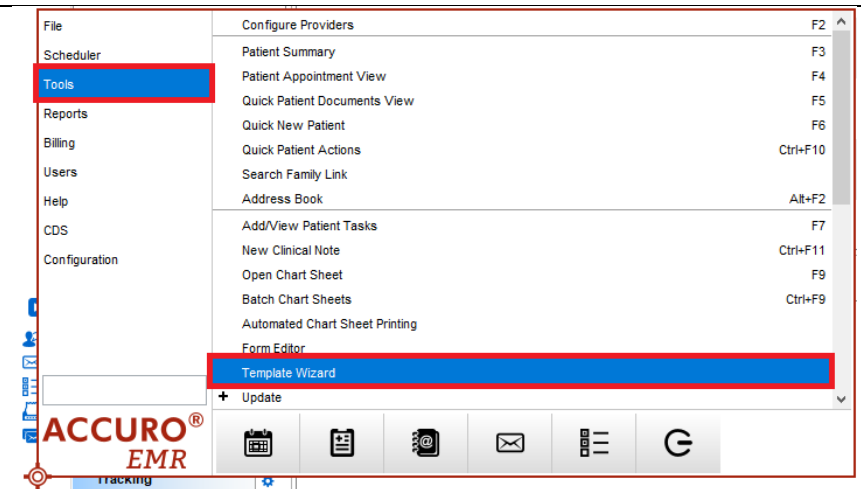 File
Scheduler
Tools
Reports
Billing
Users
Help
CDS
Configuration
Configure Providers F2
Patient Summary F3
Patient Appointment View F4
Quick Patient Documents View F5
Quick New Patient F6
Quick Patient Actions Ctrl+F10
Search Family Link
Address Book Alt+F2
Add/View Patient Tasks F7
New Clinical Note Ctrl+F11
Open Chart Sheet F9
Batch Chart Sheets Ctrl+F9
Automated Chart Sheet Printing
Form Editor
Template Wizard
+ Update
ACCURO®
EMR
Tracking